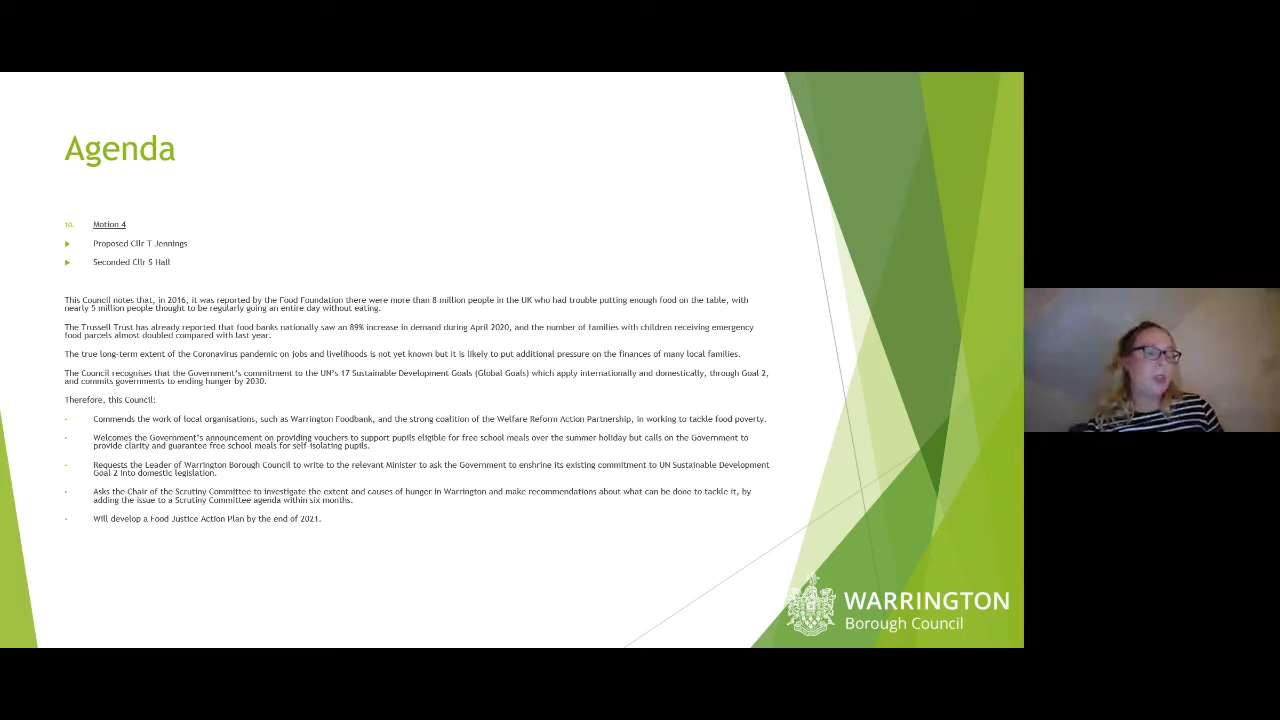 Agenda
10. Motion 4
Proposed Cllr T Jennings
Seconded Cllr S Hall
This Council notes that, in 2016, it was reported by the Food Foundation there were more than 8 million people in the UK who had trouble putting enough food on the table, with
nearly 5 million people thought to be regularly going an entire day without eating.
The Trussell Trust has already reported that food banks nationally saw an 89% increase in demand during April 2020, and the number of families with children receiving emergency
food parcels almost doubled compared with last year.
The true long-term extent of the Coronavirus pandemic on jobs and livelihoods is not yet known but it is likely to put additional pressure on the finances of many local families.
The Council recognises that the Government's commitment to the UN's 17 Sustainable Development Goals (Global Goals) which apply internationally and domestically, through Goal 2,
and commits governments to ending hunger by 2030.
Therefore, this Council:
Commends the work of local organisations, such as Warrington Foodbank, and the strong coalition of the Welfare Reform Action Partnership, in working to tackle food poverty.
Welcomes the Government's announcement on providing vouchers to support pupils eligible for free school meals over the summer holiday but calls on the Government to
provide clarity and guarantee free school meals for self-isolating pupils.
Requests the Leader of Warrington Borough Council to write to the relevant Minister to ask the Government to enshrine its existing commitment to UN Sustainable Development
Goal 2 into domestic legislation.
Asks the Chair of the Scrutiny Committee to investigate the extent and causes of hunger in Warrington and make recommendations about what can be done to tackle it, by
adding the issue to a Scrutiny Committee agenda within six months.
Will develop a Food Justice Action Plan by the end of 2021.
WARRINGTON
Borough Council